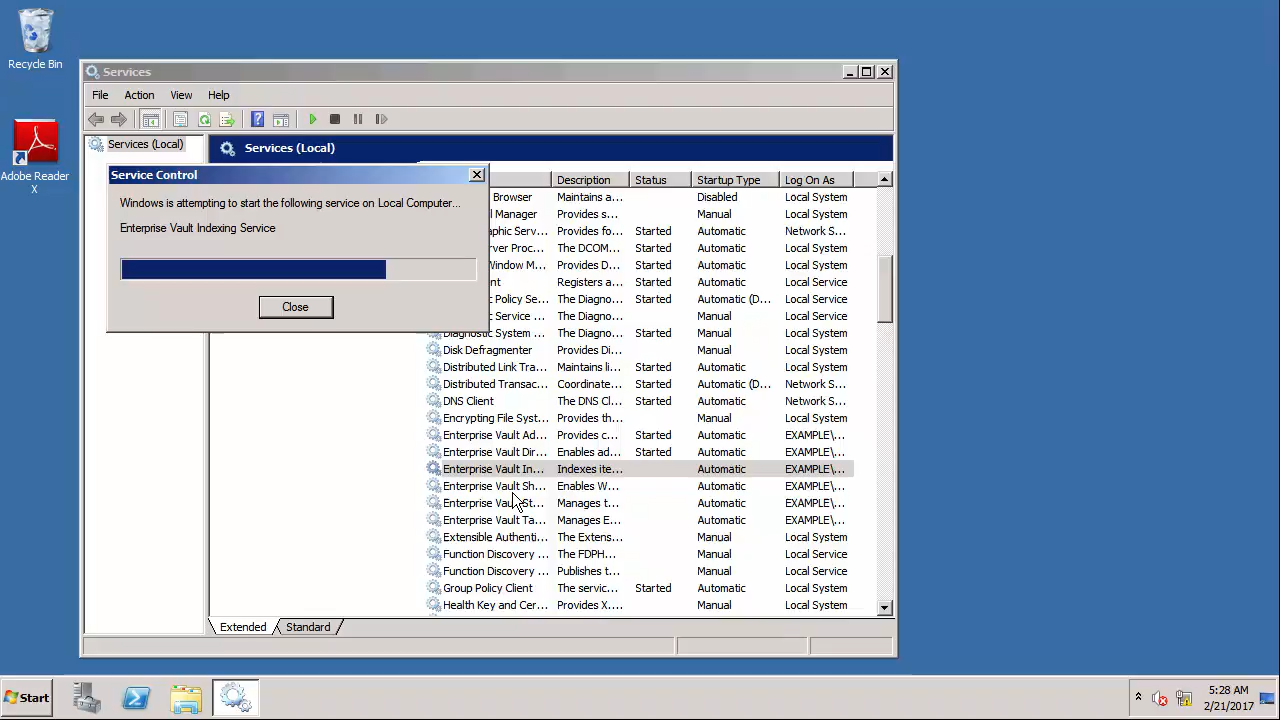 Recycle Bin
Adobe Reader
X
Services
File Action View Help
Services (Local)
Services (Local)
Service Control
Windows is attempting to start the following service on Local Computer...
Enterprise Vault Indexing Service
Close
Description Status Startup Type Log On As
Browser Maintains a... Disabled Local System
l Manager Provides s... Manual Local System
aphic Serv... Provides fo... Started Automatic Network S...
ver Proc... The DCOM... Started Automatic Local System
Window M... Provides D... Started Automatic Local System
nt Registers a... Started Automatic Local Service
c Policy Se... The Diagno... Started Automatic (D... Local Service
c Service ... The Diagno... Manual Local Service
Diagnostic System ... The Diagno... Started Manual Local System
Disk Defragmenter Provides Di... Manual Local System
Distributed Link Tra... Maintains li... Started Automatic Local System
Distributed Transac... Coordinate... Started Automatic (D... Network S...
DNS Client The DNS Cl... Started Automatic Network S...
Encrypting File Syst... Provides th... Manual Local System
Enterprise Vault Ad... Provides c... Started Automatic EXAMPLE\...
Enterprise Vault Dir... Enables ad... Started Automatic EXAMPLE\...
Enterprise Vault In... Indexes ite... Automatic EXAMPLE\...
Enterprise Vault Sh... Enables W... Automatic EXAMPLE\...
Enterprise Vault St... Manages t... Automatic EXAMPLE\...
Enterprise Vault Ta... Manages E... Automatic EXAMPLE\...
Extensible Authenti... The Extens... Manual Local System
Function Discovery ... The FDPH... Manual Local Service
Function Discovery ... Publishes t... Manual Local Service
Group Policy Client The servic... Started Automatic Local System
Health Key and Cer... Provides X.... Manual Local System
Extended Standard
Start
5:28 AM
2/21/2017